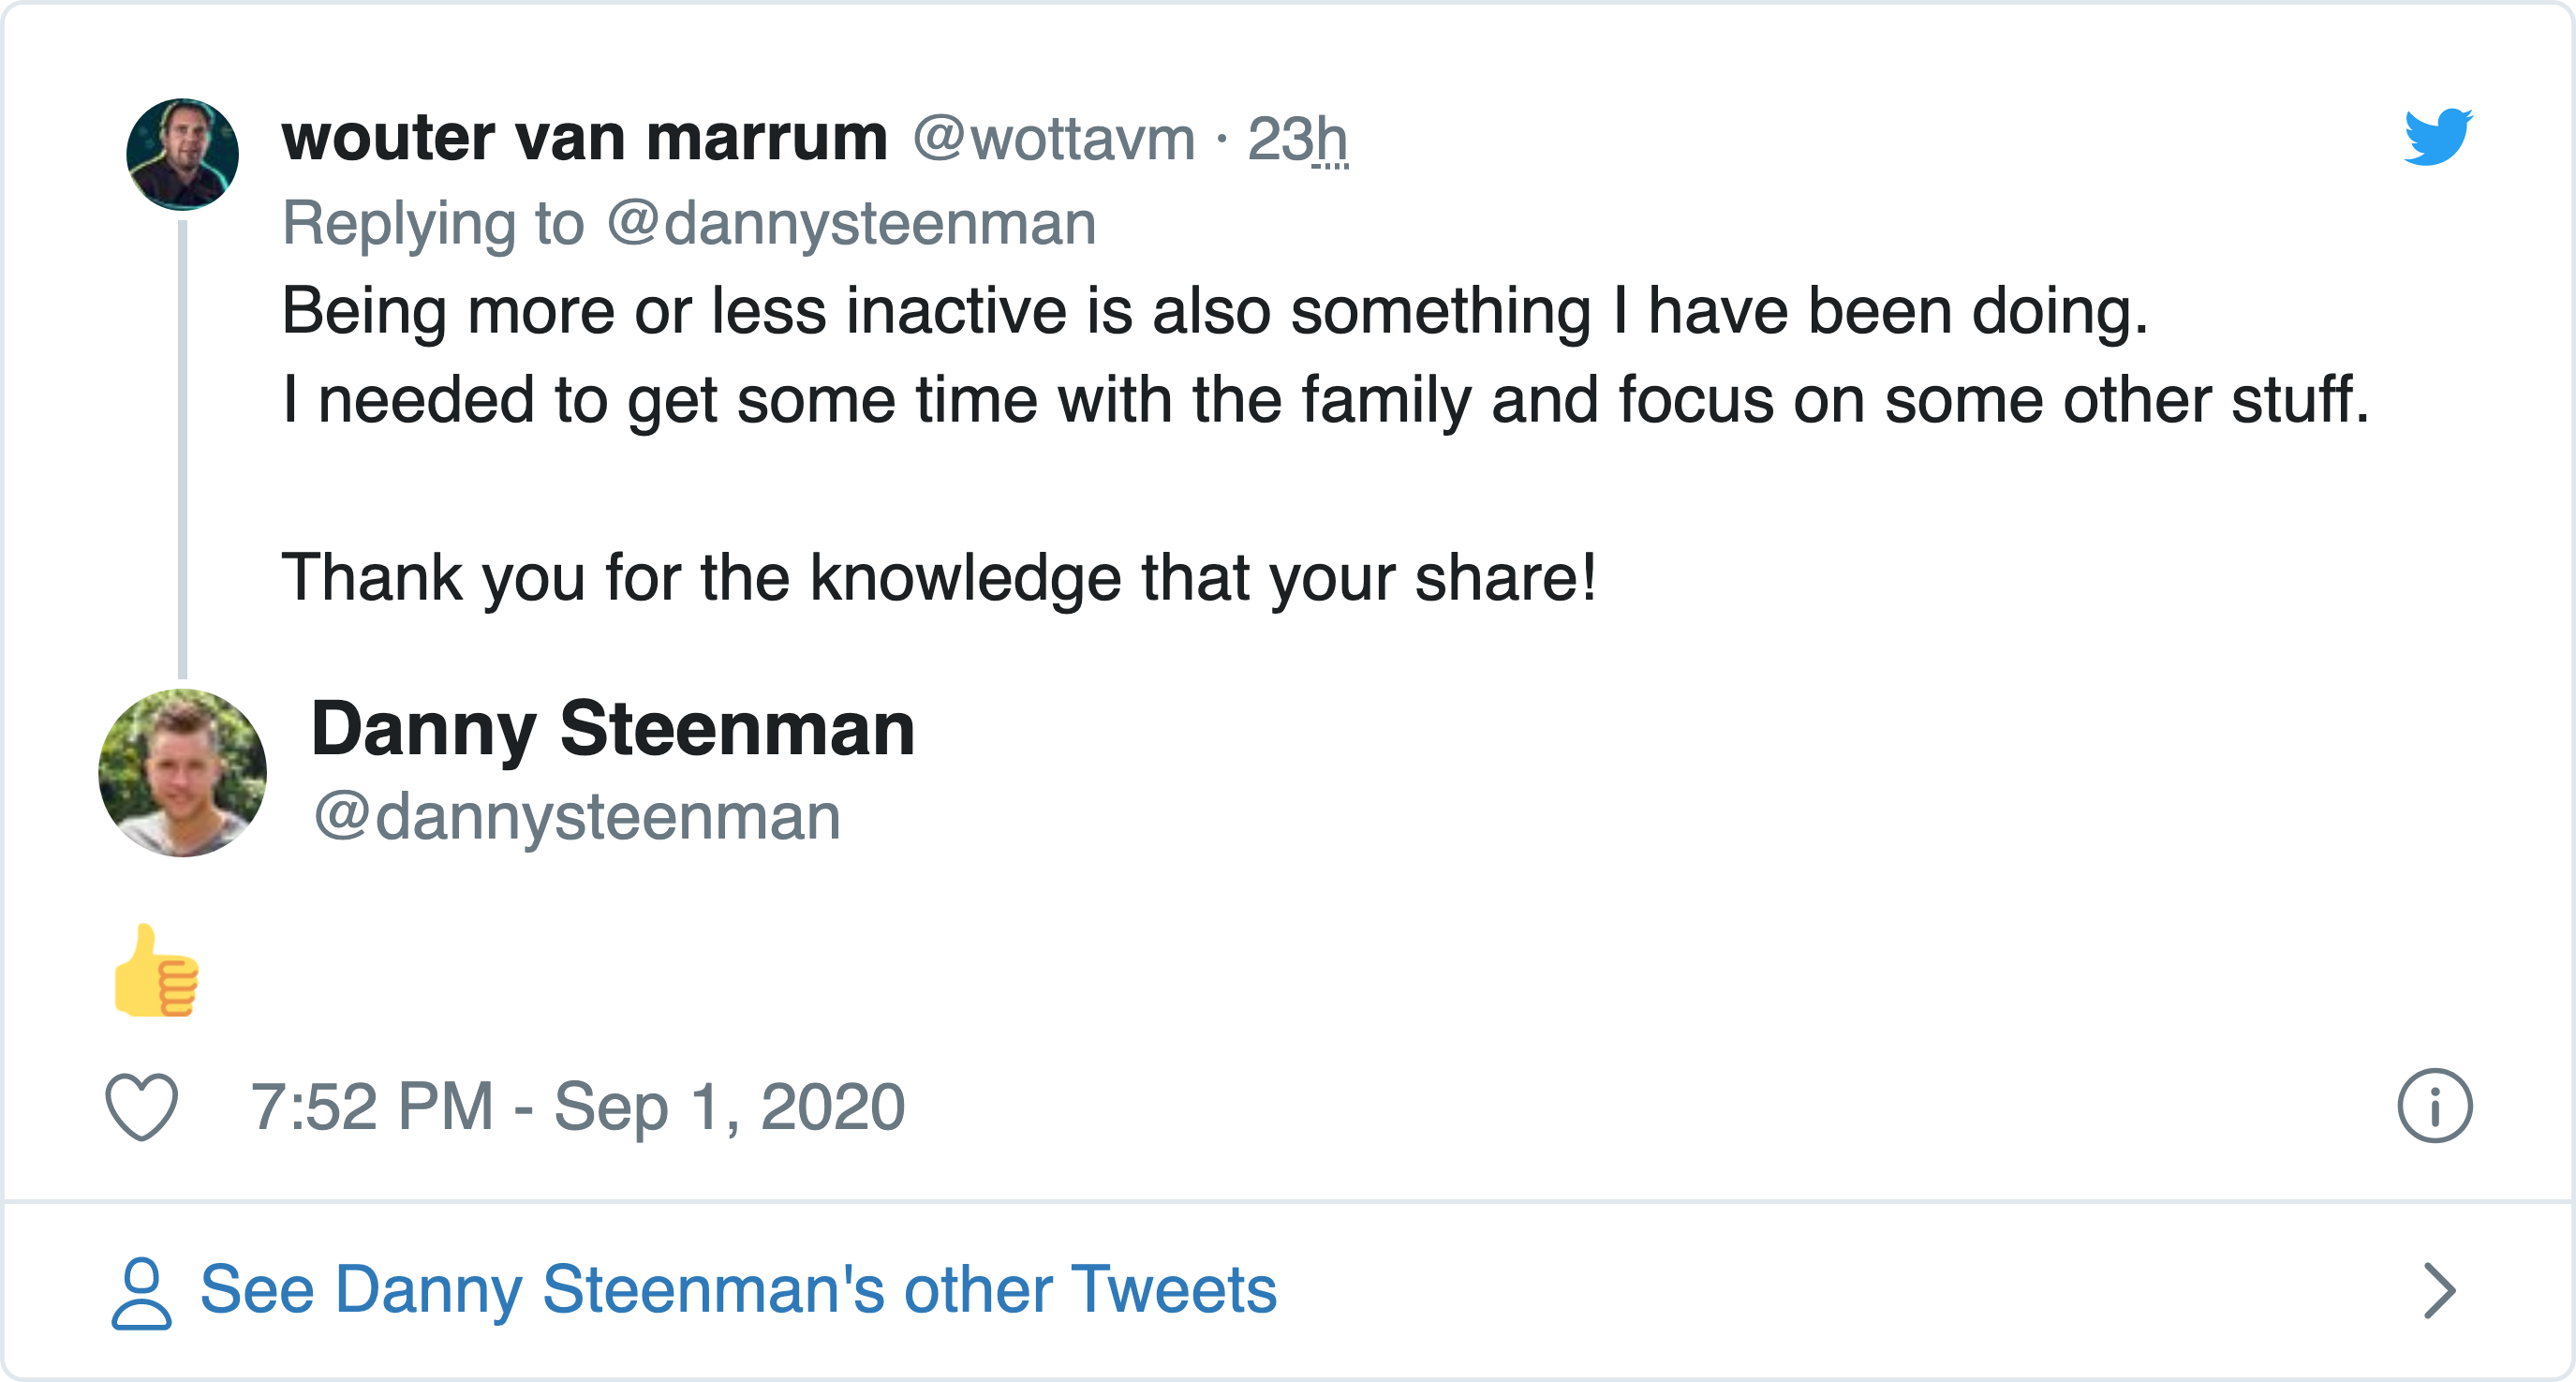 wouter van marrum @wottavm · 23h
Replying to @dannysteenman
Being more or less inactive is also something I have been doing.
I needed to get some time with the family and focus on some other stuff.
Thank you for the knowledge that your share!
Danny Steenman
@dannysteenman
👍
7:52 PM - Sep 1, 2020
See Danny Steenman's other Tweets